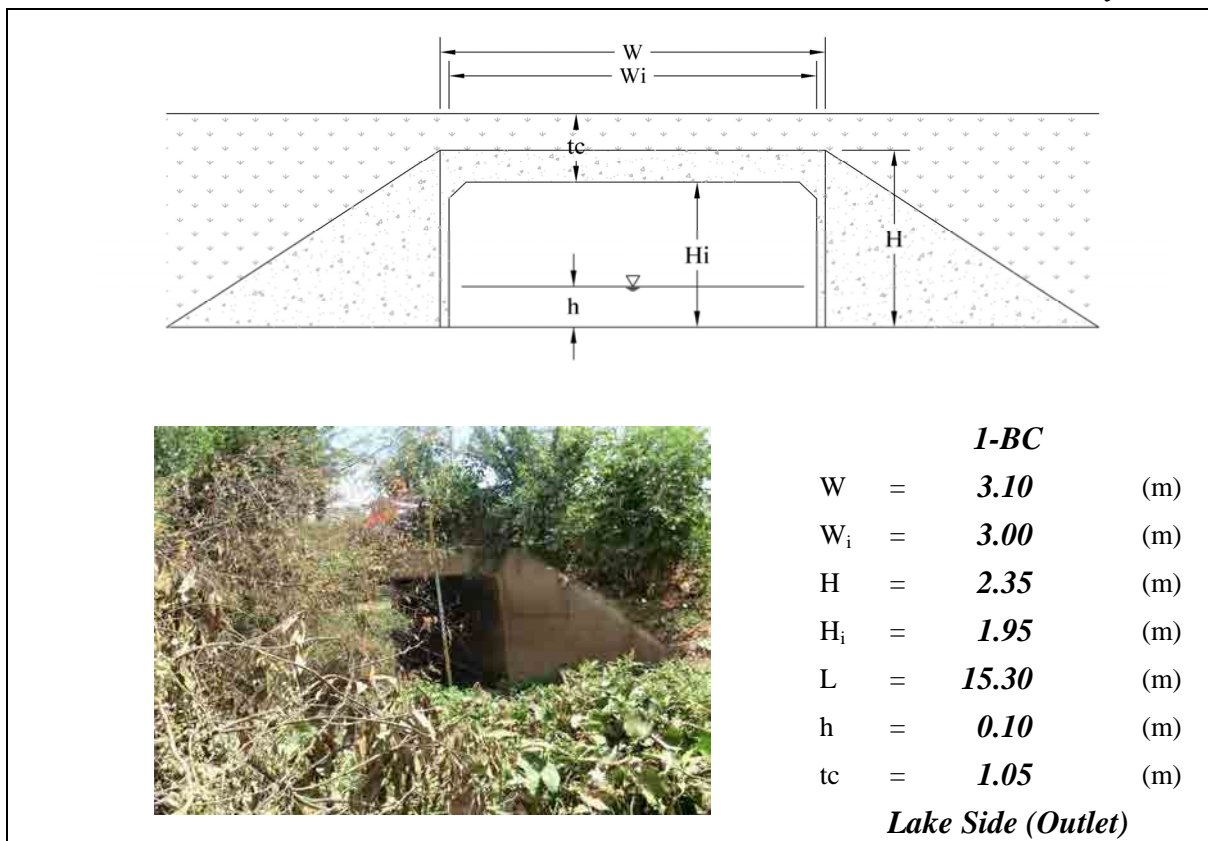 W
Wi
tc
Hi
H
h
1-BC
W = 3.10 (m)
Wi = 3.00 (m)
H = 2.35 (m)
Hi = 1.95 (m)
L = 15.30 (m)
h = 0.10 (m)
tc = 1.05 (m)
Lake Side (Outlet)